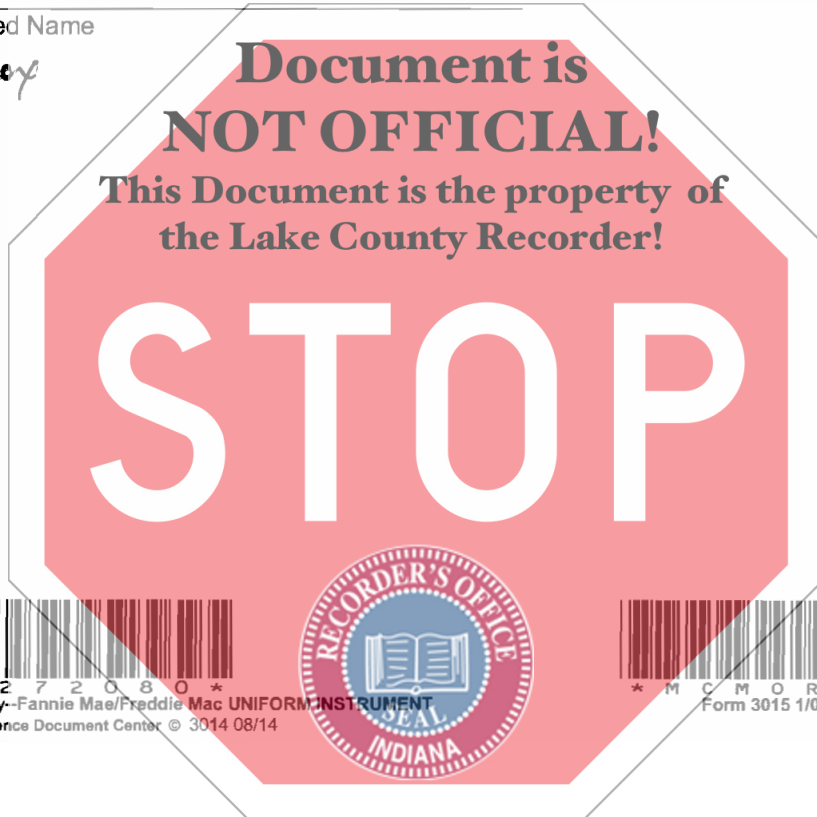 ed Name
Document is
NOT OFFICIAL!
This Document is the property of
the Lake County Recorder!
STOP
RECORDER'S OFFICE
SEAL
INDIANA
2 7 2 0 8 0 *
* M C M O R
y--Fannie Mae/Freddie Mac UNIFORM INSTRUMENT
Form 3015 1/0
ence Document Center © 3014 08/14